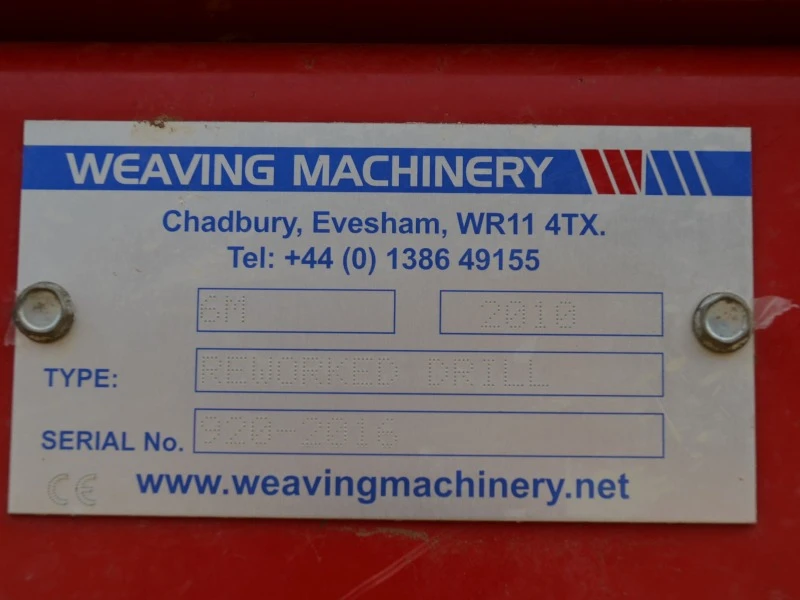 WEAVING MACHINERY
Chadbury, Evesham, WR11 4TX.
Tel: +44 (0) 1386 49155
6M 2010
TYPE: REWORKED DRILL
SERIAL No. 920-2016
CE www.weavingmachinery.net